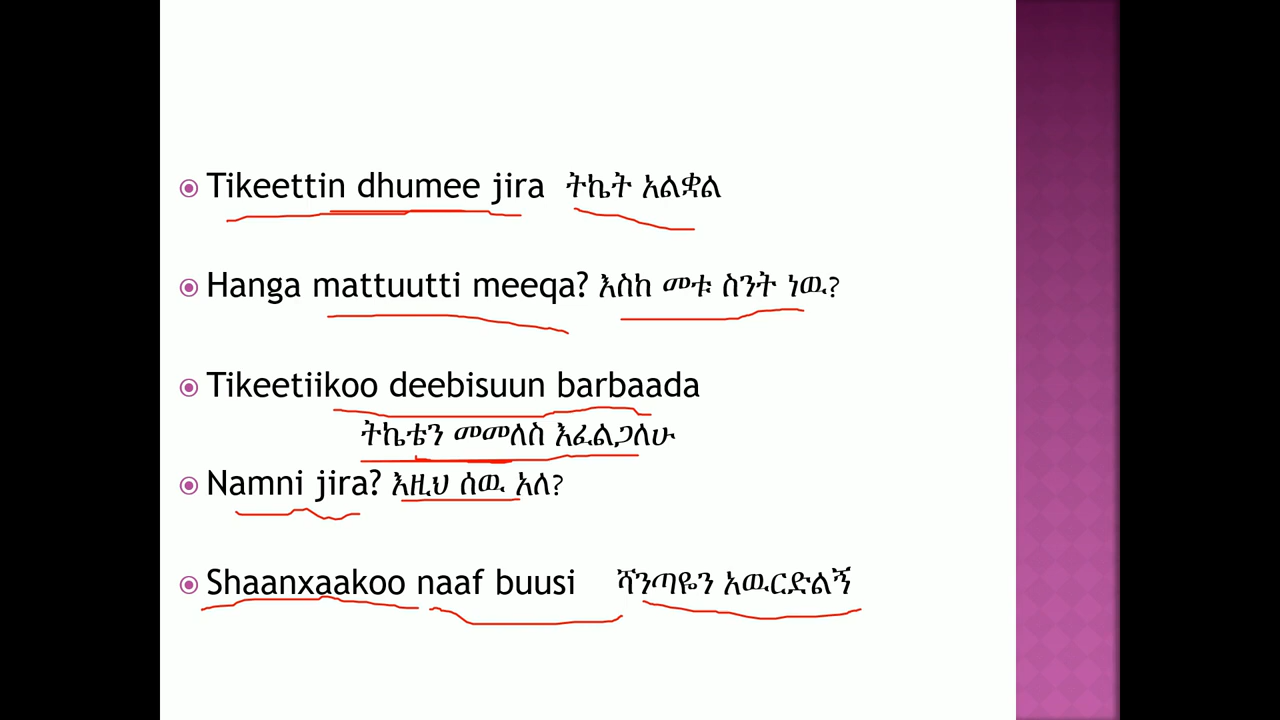 Tikeettin dhumee jira ትኬት አልቋል
Hanga mattuutti meeqa? እስከ መቱ ስንት ነዉ?
Tikeetiikoo deebisuun barbaada
ትኬቴን መመለስ እፈልጋለሁ
Namni jira? እዚህ ሰዉ አለ?
Shaanxaakoo naaf buusi ሻንጣዬን አዉርድልኝ